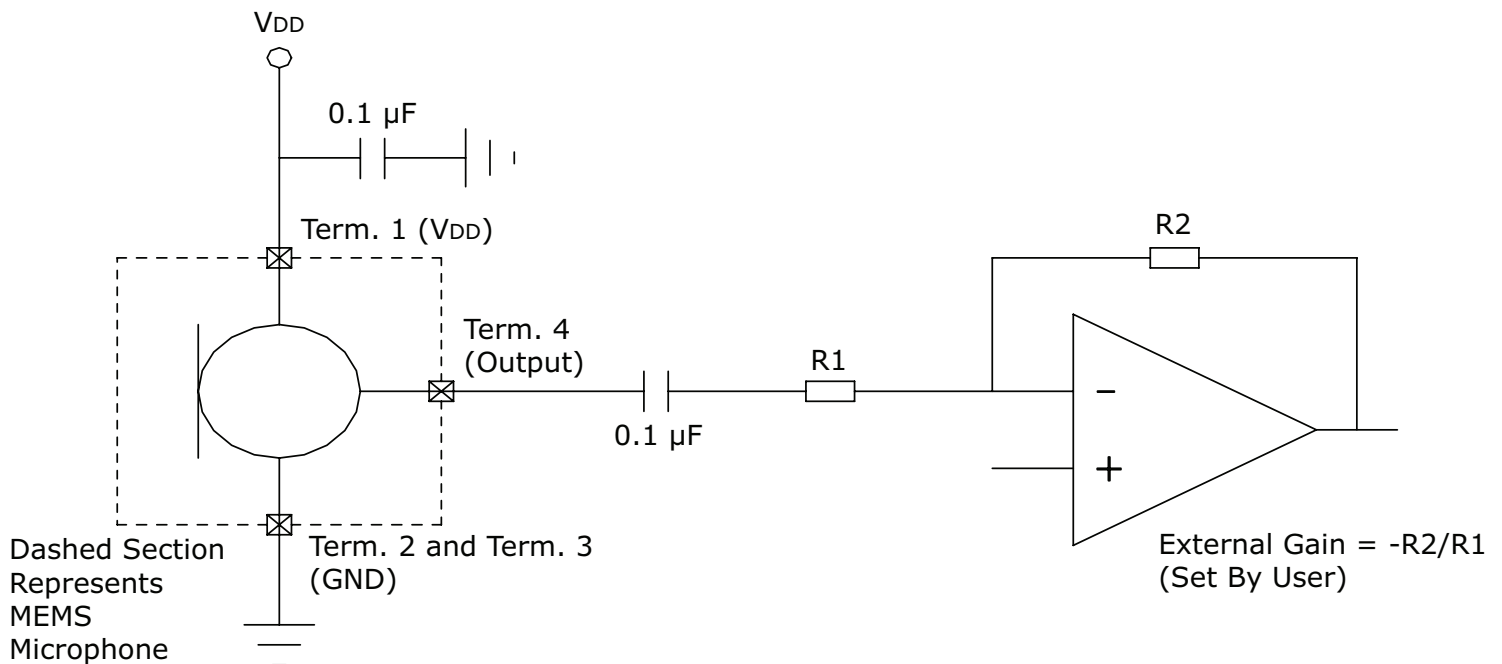 VDD
0.1 µF
Term. 1 (VDD)
R2
Term. 4
(Output)
R1
0.1 µF
−
+
Dashed Section
Represents
MEMS
Microphone
Term. 2 and Term. 3
(GND)
External Gain = -R2/R1
(Set By User)